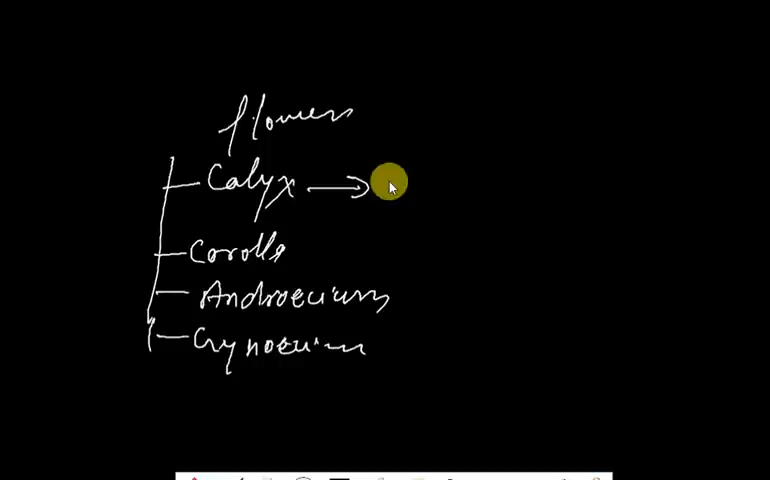 flowers
Calyx →
Corolla
Androecium
Gynoecium